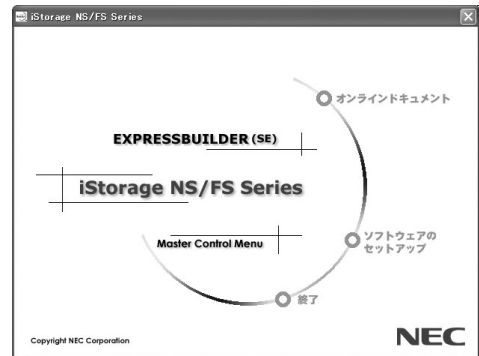 iStorage NS/FS Series
オンラインドキュメント
EXPRESSBUILDER (SE)
iStorage NS/FS Series
ソフトウェアの
セットアップ
Master Control Menu
終了
Copyright NEC Corporation
NEC